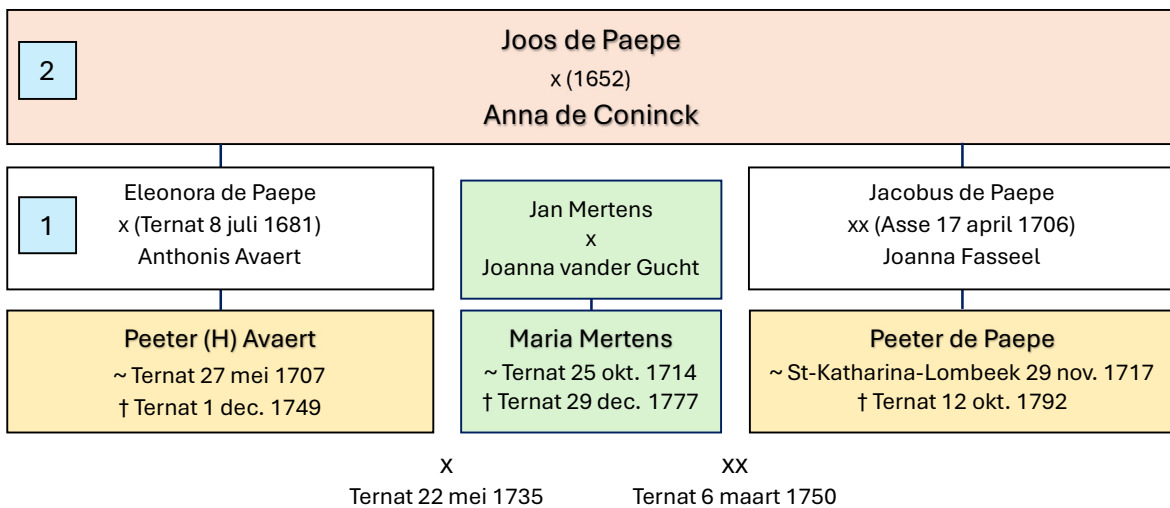 2
Joos de Paepe
x (1652)
Anna de Coninck
1
Eleonora de Paepe
x (Ternat 8 juli 1681)
Anthonis Avaert
Jan Mertens
x
Joanna vander Gucht
Jacobus de Paepe
xx (Asse 17 april 1706)
Joanna Fasseel
Peeter (H) Avaert
~ Ternat 27 mei 1707
† Ternat 1 dec. 1749
Maria Mertens
~ Ternat 25 okt. 1714
† Ternat 29 dec. 1777
Peeter de Paepe
~ St-Katharina-Lombeek 29 nov. 1717
† Ternat 12 okt. 1792
x
Ternat 22 mei 1735
xx
Ternat 6 maart 1750